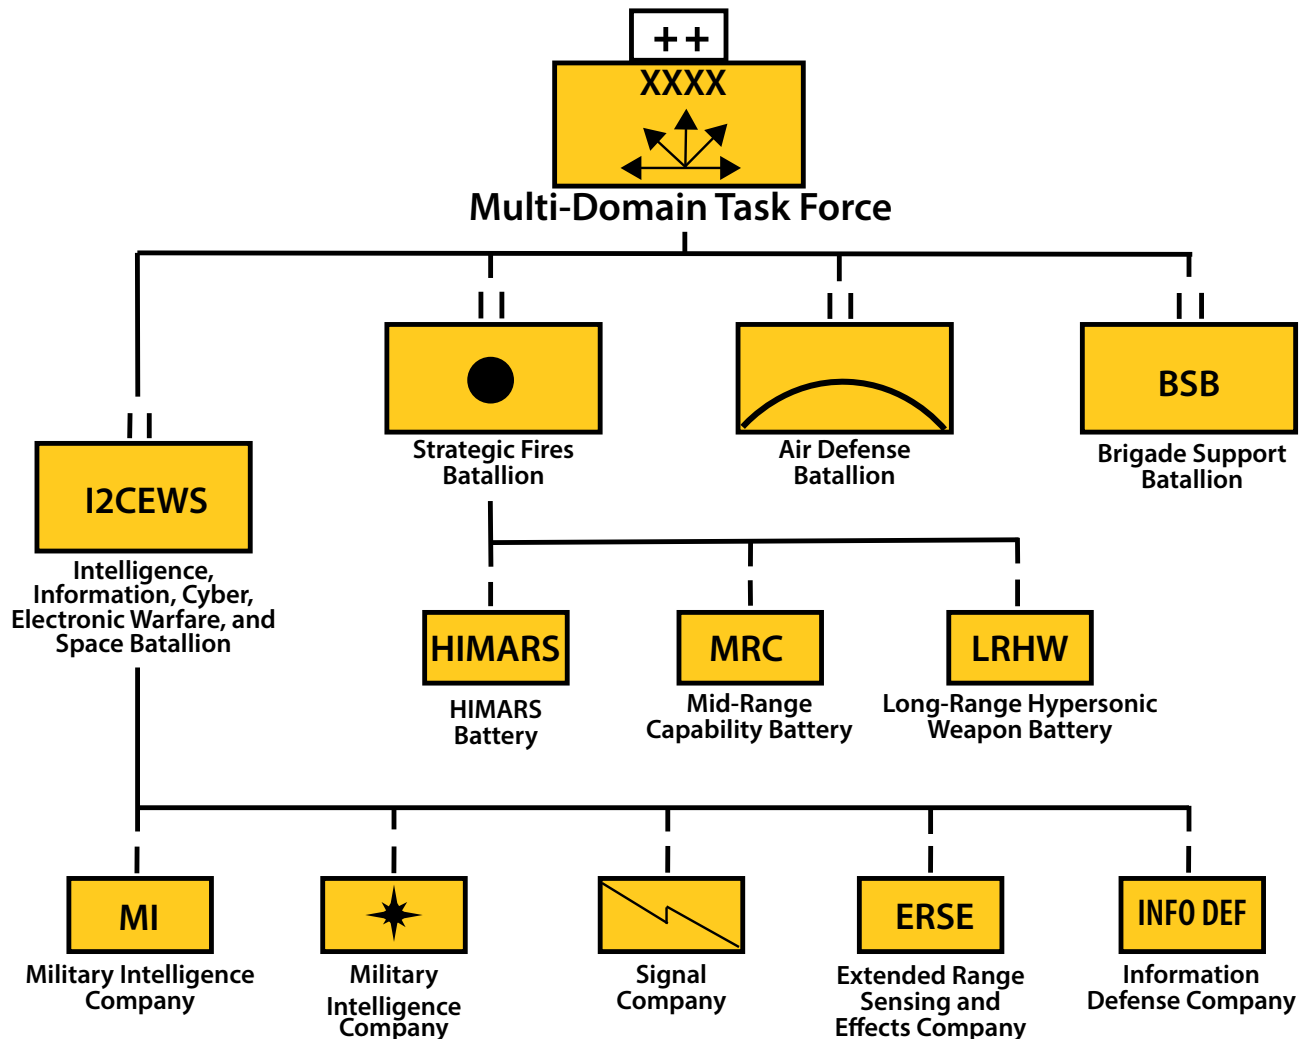 ++
XXXX
Multi-Domain Task Force
I2CEWS
Intelligence,
Information, Cyber,
Electronic Warfare, and
Space Batallion
Strategic Fires
Batallion
Air Defense
Batallion
BSB
Brigade Support
Batallion
HIMARS
HIMARS
Battery
MRC
Mid-Range
Capability Battery
LRHW
Long-Range Hypersonic
Weapon Battery
MI
Military Intelligence
Company
Military
Intelligence
Company
Signal
Company
ERSE
Extended Range
Sensing and
Effects Company
INFO DEF
Information
Defense Company